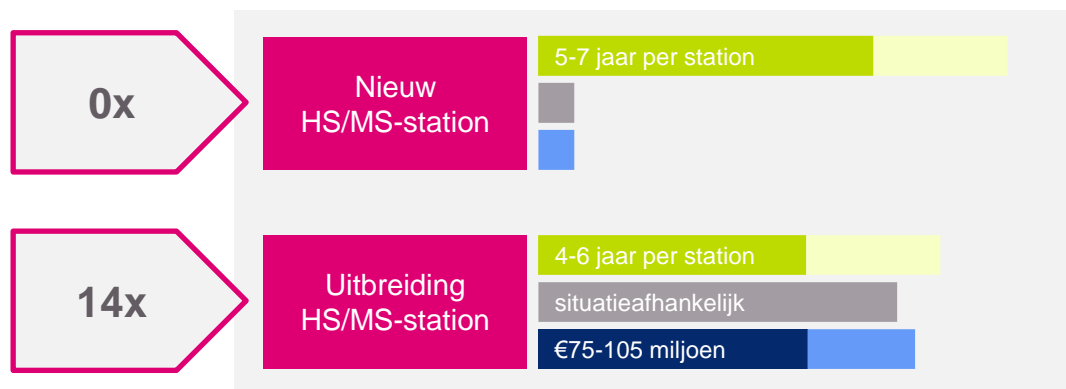 0x
Nieuw
HS/MS-station
5-7 jaar per station
14x
Uitbreiding
HS/MS-station
4-6 jaar per station
situatieafhankelijk
€75-105 miljoen